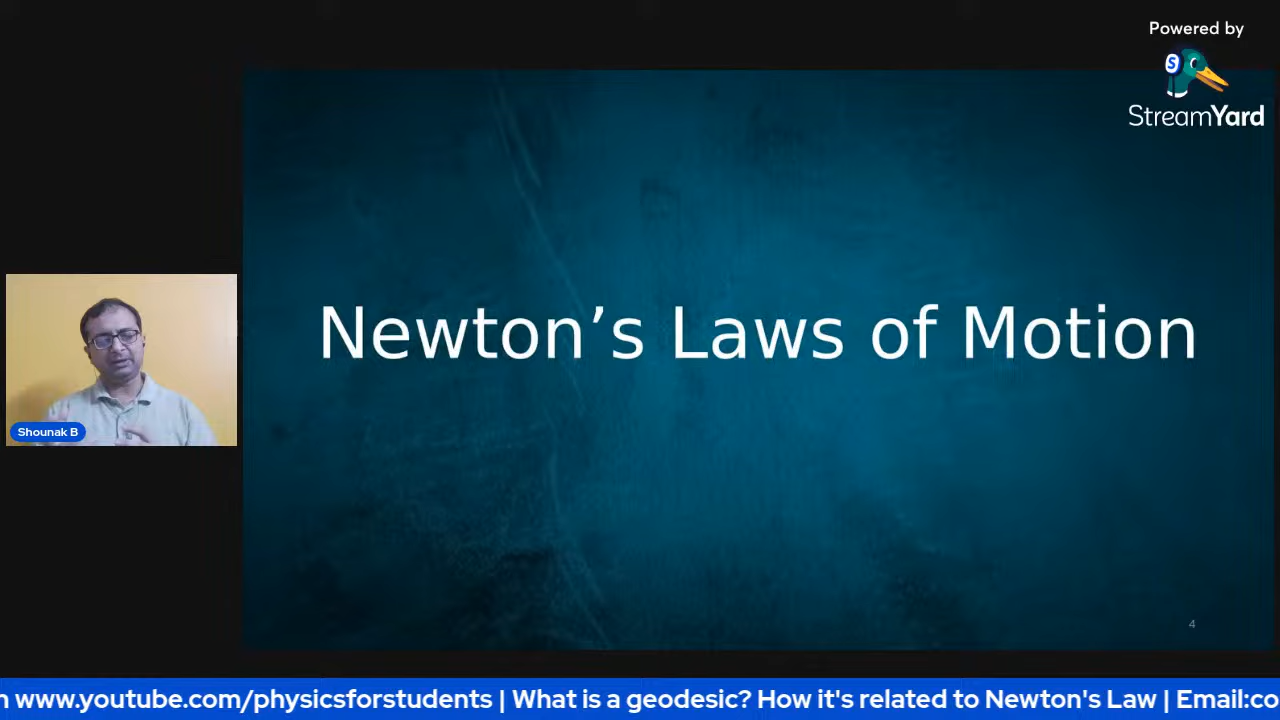 Powered by
S
StreamYard
Newton’s Laws of Motion
Shounak B
4
www.youtube.com/physicsforstudents | What is a geodesic? How it's related to Newton's Law | Email:co